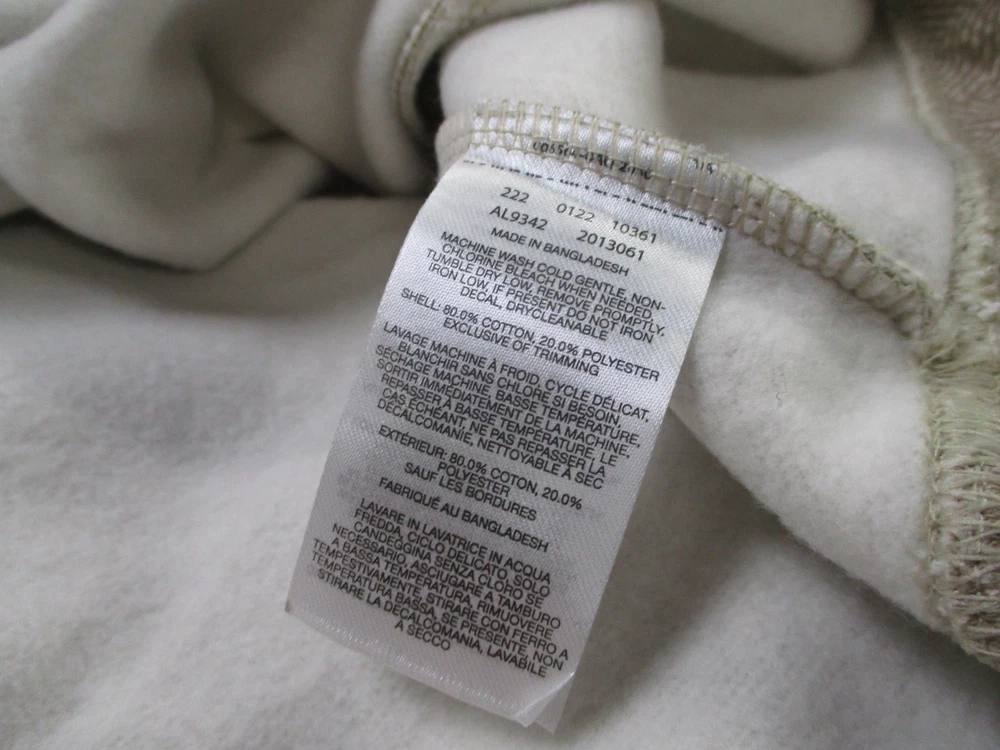 222 0122 10361
AL9342 2013061
MADE IN BANGLADESH
MACHINE WASH COLD GENTLE, NON-
CHLORINE BLEACH WHEN NEEDED,
TUMBLE DRY LOW, REMOVE PROMPTLY,
IRON LOW, IF PRESENT DO NOT IRON
DECAL, DRYCLEANABLE
SHELL: 80.0% COTTON, 20.0% POLYESTER
EXCLUSIVE OF TRIMMING
LAVAGE MACHINE À FROID, CYCLE DÉLICAT,
BLANCHIR SANS CHLORE SI BESOIN,
SÉCHAGE MACHINE, BASSE TEMPÉRATURE,
SORTIR IMMÉDIATEMENT DE LA MACHINE,
REPASSER À BASSE TEMPÉRATURE, LE
CAS ÉCHÉANT, NE PAS REPASSER LA
DÉCALCOMANIE, NETTOYABLE À SEC
EXTÉRIEUR: 80.0% COTON, 20.0%
POLYESTER
SAUF LES BORDURES
FABRIQUÉ AU BANGLADESH
LAVARE IN LAVATRICE IN ACQUA
FREDDA, CICLO DELICATO, SOLO
CANDEGGINA SENZA CLORO SE
NECESSARIO, ASCIUGARE A TAMBURO
A BASSA TEMPERATURA, RIMUOVERE
TEMPESTIVAMENTE, STIRARE CON FERRO A
STIRATURA BASSA, SE PRESENTE, NON
STIRARE LA DECALCOMANIA, LAVABILE
A SECCO